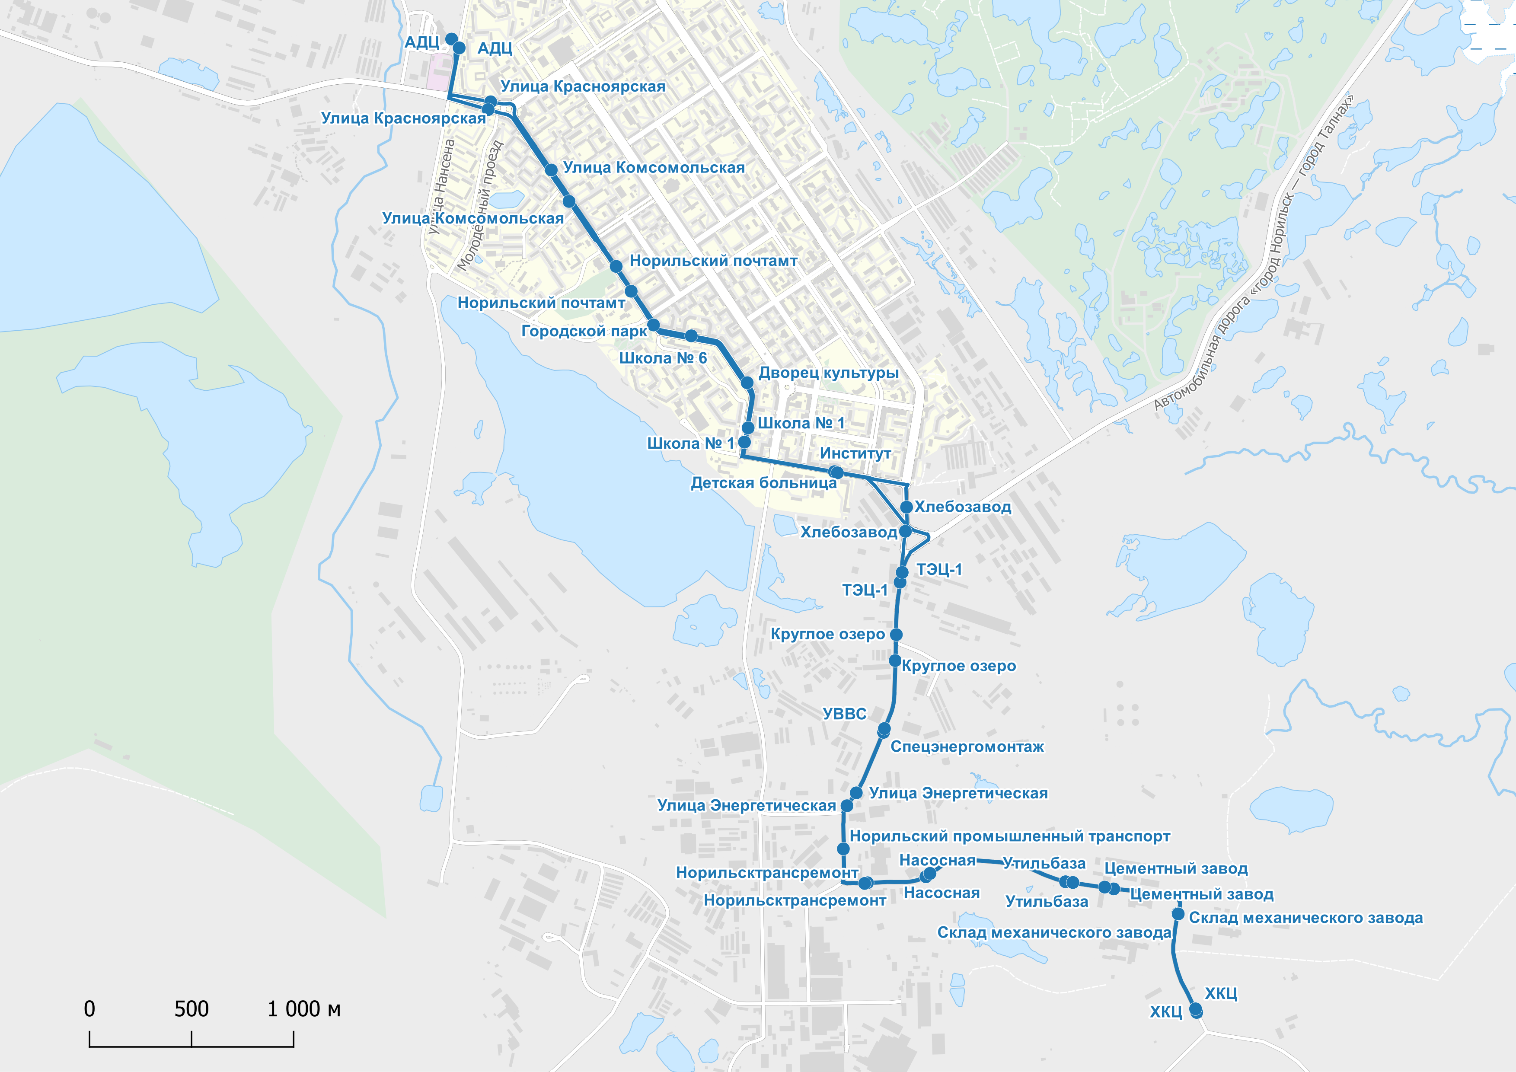 АДЦ
АДЦ
Улица Красноярская
Улица Красноярская
улица Нансена
Молодёжный проезд
Автомобильная дорога «город Норильск — город Талнах»
Улица Комсомольская
Улица Комсомольская
Норильский почтамт
Норильский почтамт
Городской парк
Школа № 6
Дворец культуры
Школа № 1
Школа № 1
Институт
Детская больница
Хлебозавод
Хлебозавод
ТЭЦ-1
ТЭЦ-1
Круглое озеро
Круглое озеро
УВВС
Спецэнергомонтаж
Улица Энергетическая
Улица Энергетическая
Норильский промышленный транспорт
Насосная
Утильбаза
Цементный завод
Норильсктрансремонт
Норильсктрансремонт
Насосная
Утильбаза
Цементный завод
Склад механического завода
Склад механического завода
ХКЦ
ХКЦ
0 500 1 000 м